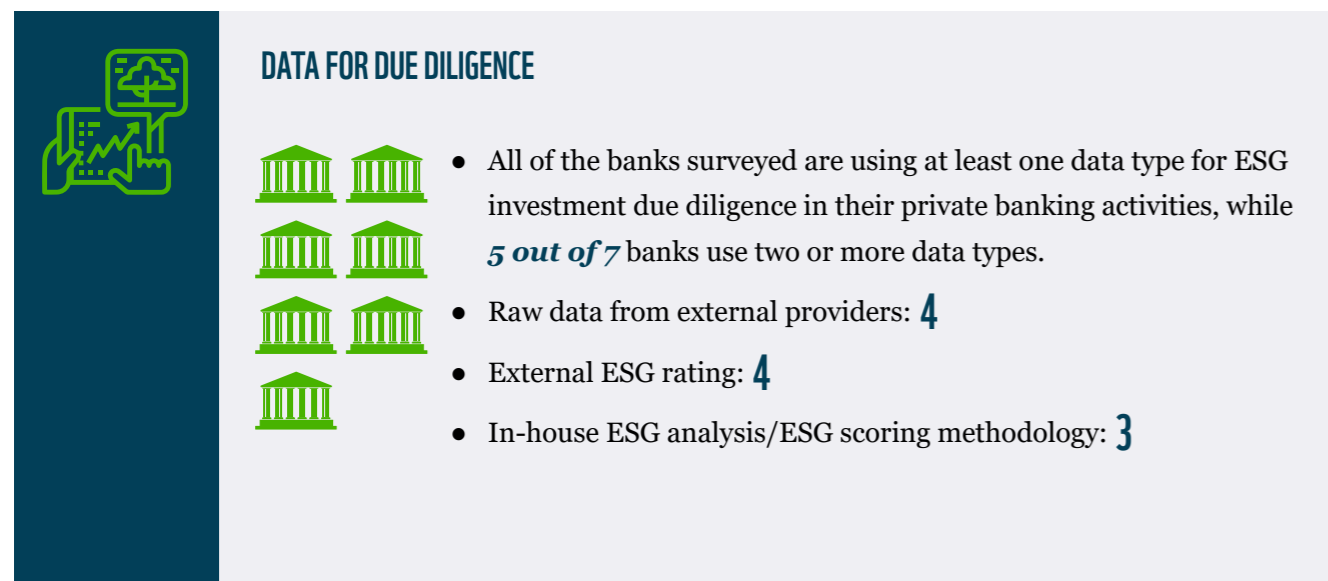 DATA FOR DUE DILIGENCE
● All of the banks surveyed are using at least one data type for ESG
investment due diligence in their private banking activities, while
5 out of 7 banks use two or more data types.
● Raw data from external providers: 4
● External ESG rating: 4
● In-house ESG analysis/ESG scoring methodology: 3